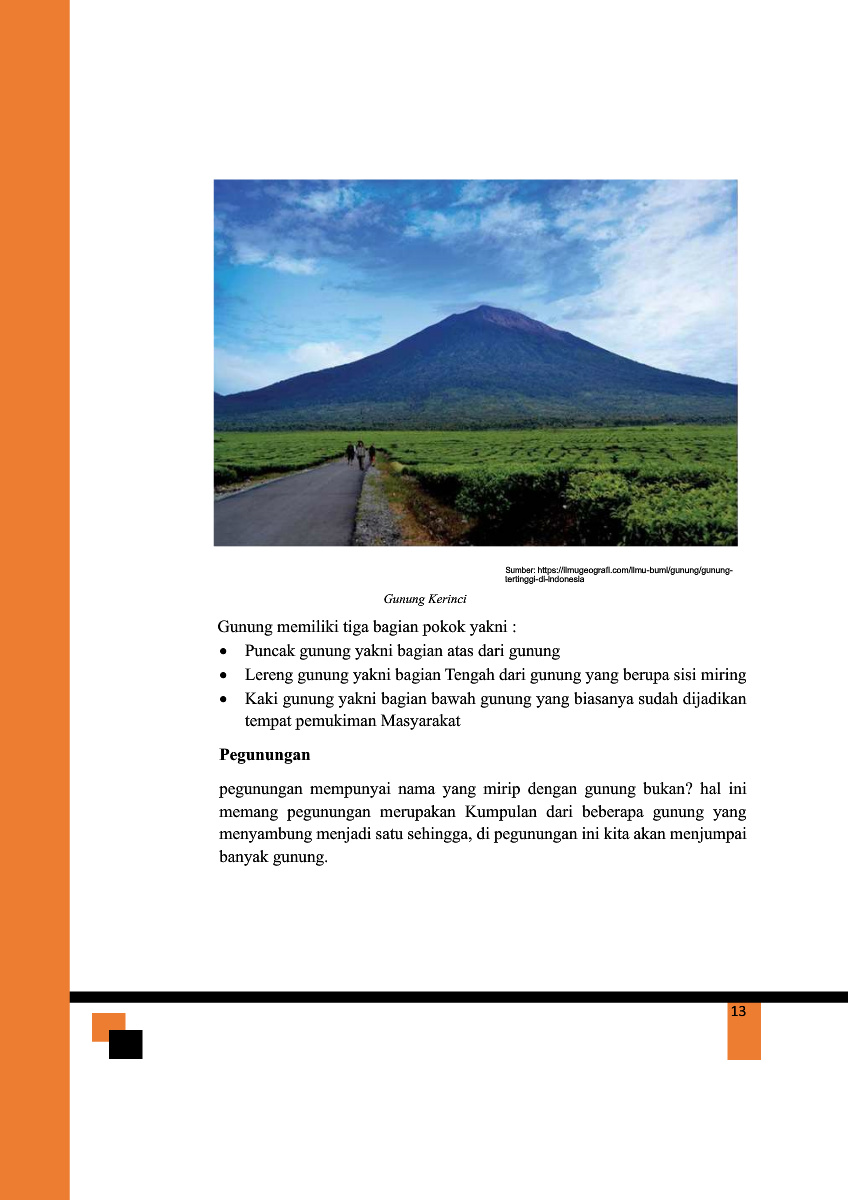 Sumber: https://ilmugeografi.com/ilmu-bumi/gunung/gunung-
tertinggi-di-indonesia
Gunung Kerinci
Gunung memiliki tiga bagian pokok yakni :
• Puncak gunung yakni bagian atas dari gunung
• Lereng gunung yakni bagian Tengah dari gunung yang berupa sisi miring
• Kaki gunung yakni bagian bawah gunung yang biasanya sudah dijadikan
tempat pemukiman Masyarakat
Pegunungan
pegunungan mempunyai nama yang mirip dengan gunung bukan? hal ini
memang pegunungan merupakan Kumpulan dari beberapa gunung yang
menyambung menjadi satu sehingga, di pegunungan ini kita akan menjumpai
banyak gunung.
13